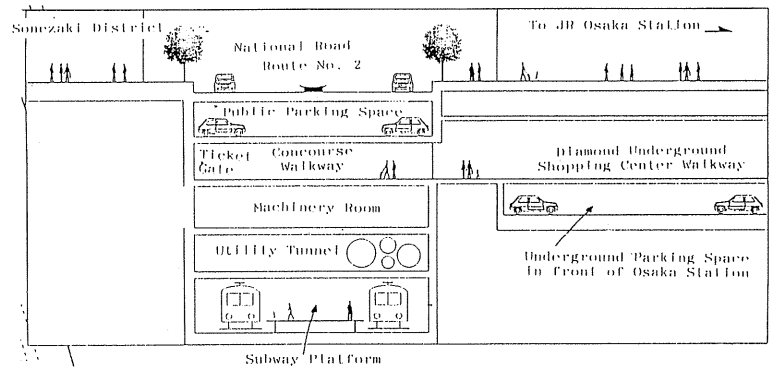 Sonezaki District
To JR Osaka Station
National Road
Route No. 2
Public Parking Space
Ticket
Gate
Concourse
Walkway
Diamond Underground
Shopping Center Walkway
Machinery Room
Utility Tunnel
Underground Parking Space
in front of Osaka Station
Subway Platform